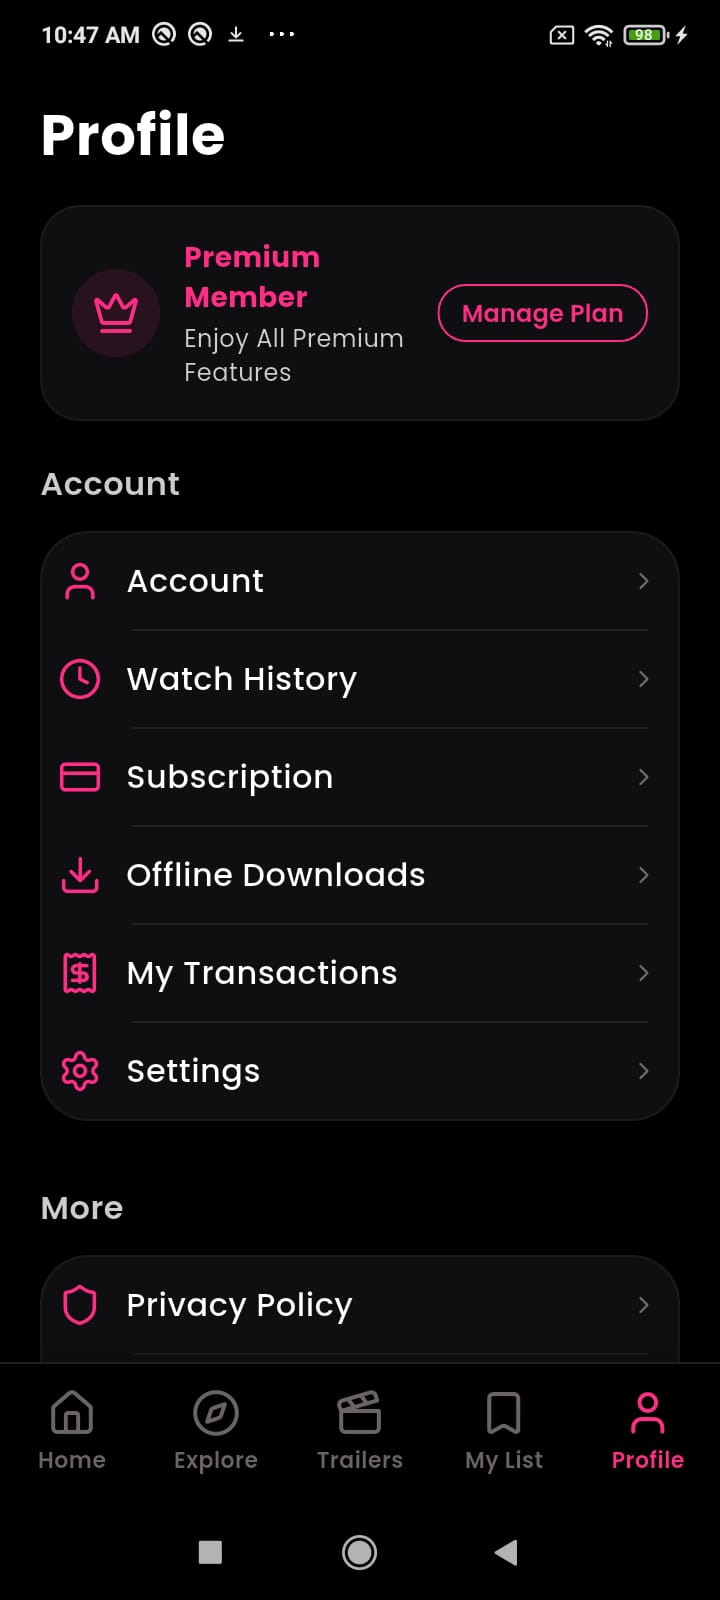 10:47 AM
98
Profile
Premium
Member
Enjoy All Premium
Features
Manage Plan
Account
Account
Watch History
Subscription
Offline Downloads
My Transactions
Settings
More
Privacy Policy
Home
Explore
Trailers
My List
Profile